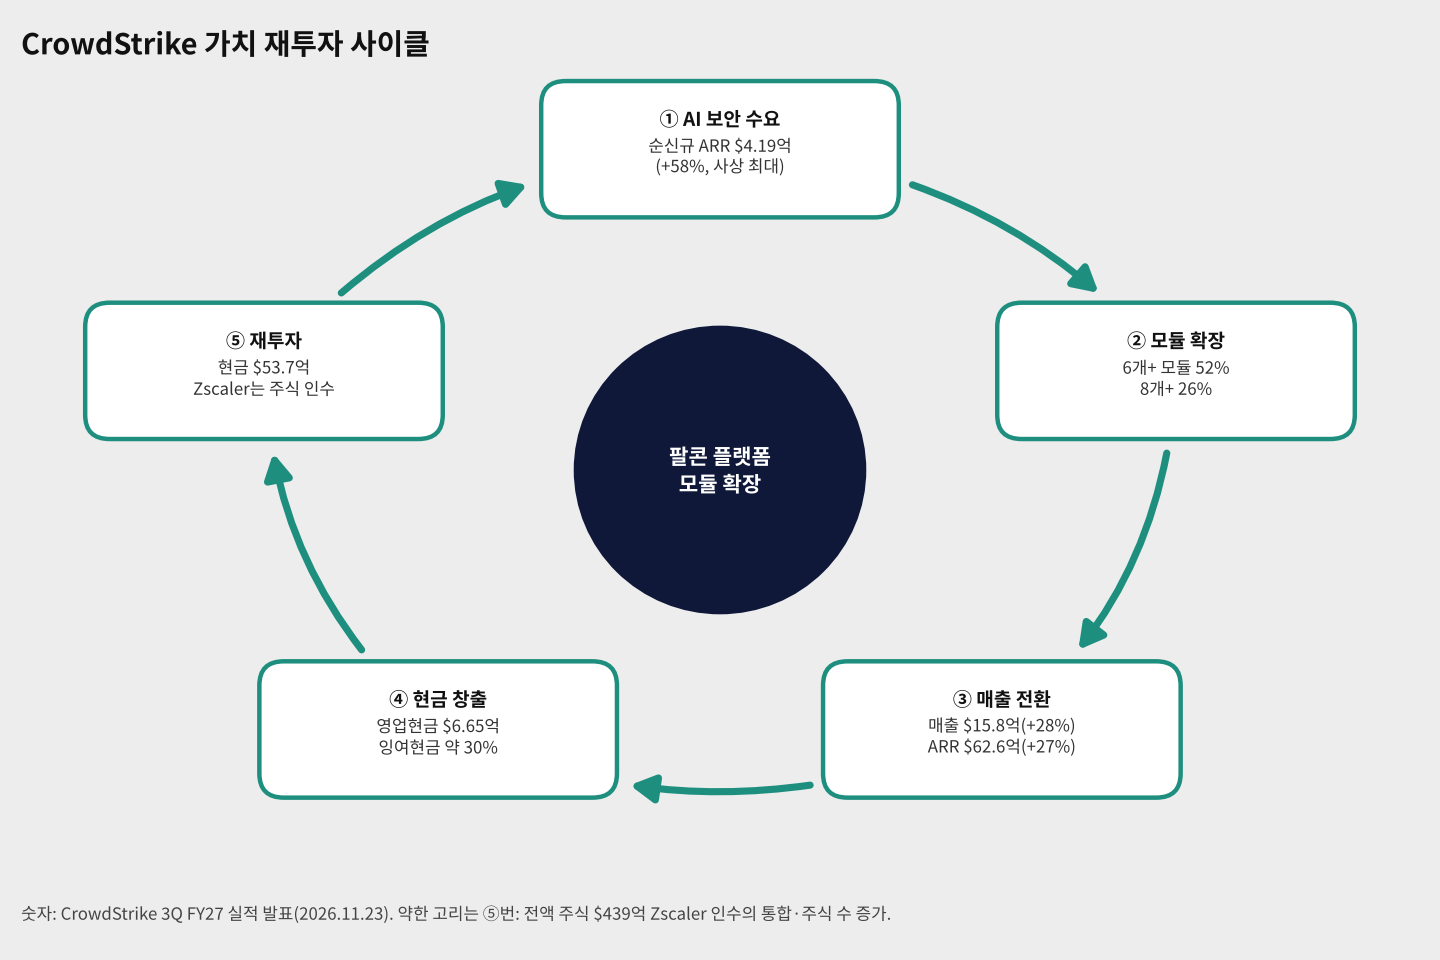 CrowdStrike 가치 재투자 사이클
① AI 보안 수요
순신규 ARR $4.19억
(+58%, 사상 최대)
② 모듈 확장
6개+ 모듈 52%
8개+ 26%
③ 매출 전환
매출 $15.8억(+28%)
ARR $62.6억(+27%)
④ 현금 창출
영업현금 $6.65억
잉여현금 약 30%
⑤ 재투자
현금 $53.7억
Zscaler는 주식 인수
팔콘 플랫폼
모듈 확장
숫자: CrowdStrike 3Q FY27 실적 발표(2026.11.23). 약한 고리는 ⑤번: 전액 주식 $439억 Zscaler 인수의 통합·주식 수 증가.